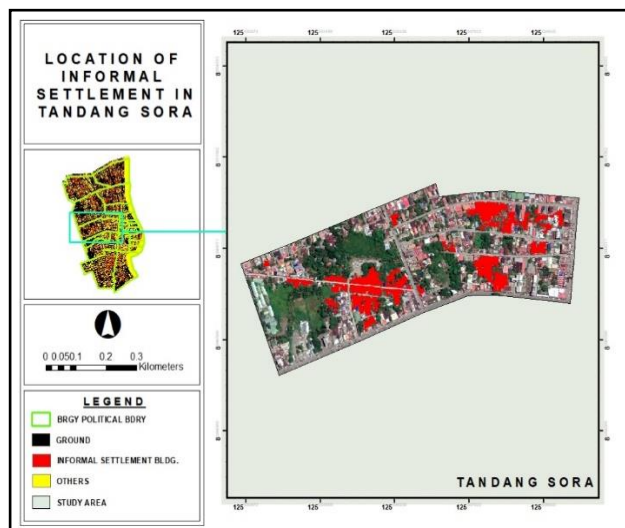 LOCATION OF
INFORMAL
SETTLEMENT IN
TANDANG SORA
0 0.050.1 0.2 0.3
Kilometers
LEGEND
BRGY POLITICAL BDRY
GROUND
INFORMAL SETTLEMENT BLDG.
OTHERS
STUDY AREA
125 125 125 125 125
125 125 125 125 125
TANDANG SORA